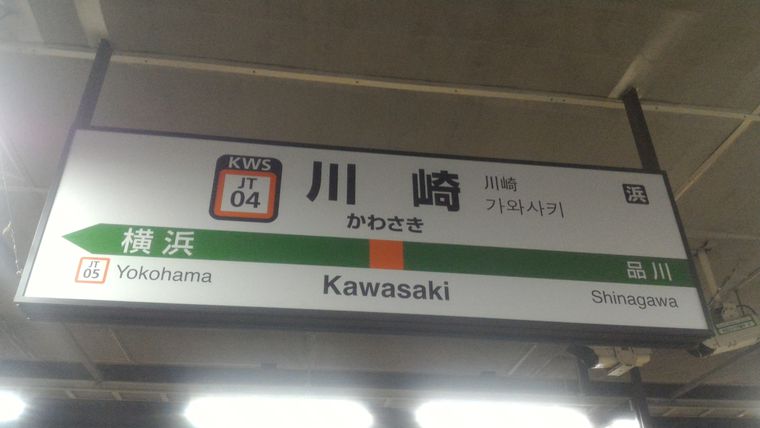 KWS
JT
04
川崎
かわさき
川崎
가와사키
浜
横浜
品川
JT
05
Yokohama
Kawasaki
Shinagawa